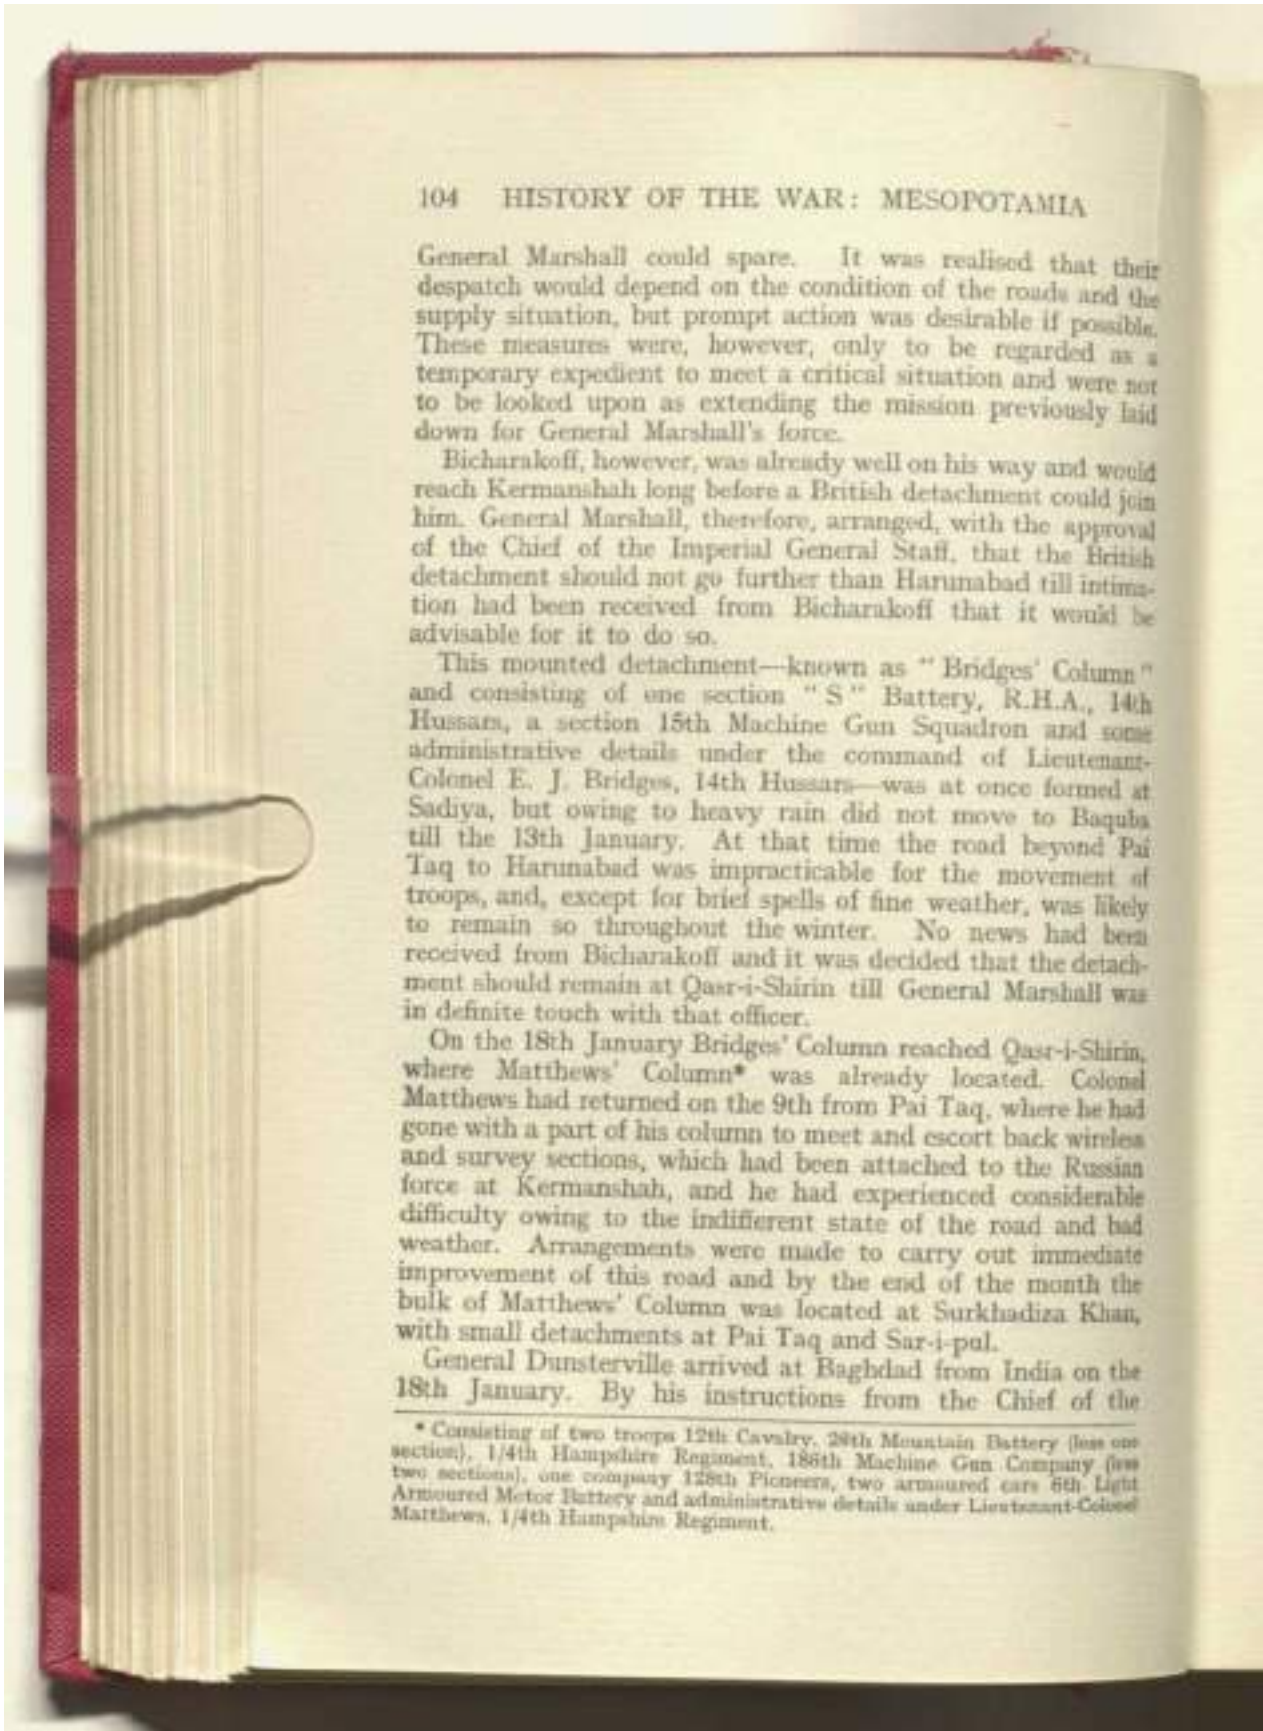 104 HISTORY OF THE WAR: MESOPOTAMIA
General Marshall could spare. It was realised that their
despatch would depend on the condition of the roads and the
supply situation, but prompt action was desirable if possible.
These measures were, however, only to be regarded as a
temporary expedient to meet a critical situation and were not
to be looked upon as extending the mission previously laid
down for General Marshall's force.
Bicharakoff, however, was already well on his way and would
reach Kermanshah long before a British detachment could join
him. General Marshall, therefore, arranged, with the approval
of the Chief of the Imperial General Staff, that the British
detachment should not go further than Harunabad till intima-
tion had been received from Bicharakoff that it would be
advisable for it to do so.
This mounted detachment—known as "Bridges' Column"
and consisting of one section "S" Battery, R.H.A., 14th
Hussars, a section 15th Machine Gun Squadron and some
administrative details under the command of Lieutenant-
Colonel E. J. Bridges, 14th Hussars—was at once formed at
Sadiya, but owing to heavy rain did not move to Baquba
till the 13th January. At that time the road beyond Pai
Taq to Harunabad was impracticable for the movement of
troops, and, except for brief spells of fine weather, was likely
to remain so throughout the winter. No news had been
received from Bicharakoff and it was decided that the detach-
ment should remain at Qasr-i-Shirin till General Marshall was
in definite touch with that officer.
On the 18th January Bridges' Column reached Qasr-i-Shirin,
where Matthews' Column* was already located. Colonel
Matthews had returned on the 9th from Pai Taq, where he had
gone with a part of his column to meet and escort back wireless
and survey sections, which had been attached to the Russian
force at Kermanshah, and he had experienced considerable
difficulty owing to the indifferent state of the road and bad
weather. Arrangements were made to carry out immediate
improvement of this road and by the end of the month the
bulk of Matthews' Column was located at Surkhadiza Khan,
with small detachments at Pai Taq and Sar-i-pul.
General Dunsterville arrived at Baghdad from India on the
18th January. By his instructions from the Chief of the
* Consisting of two troops 12th Cavalry, 26th Mountain Battery (less one
section), 1/4th Hampshire Regiment, 186th Machine Gun Company (less
two sections), one company 128th Pioneers, two armoured cars 6th Light
Armoured Motor Battery and administrative details under Lieutenant-Colonel
Matthews, 1/4th Hampshire Regiment.